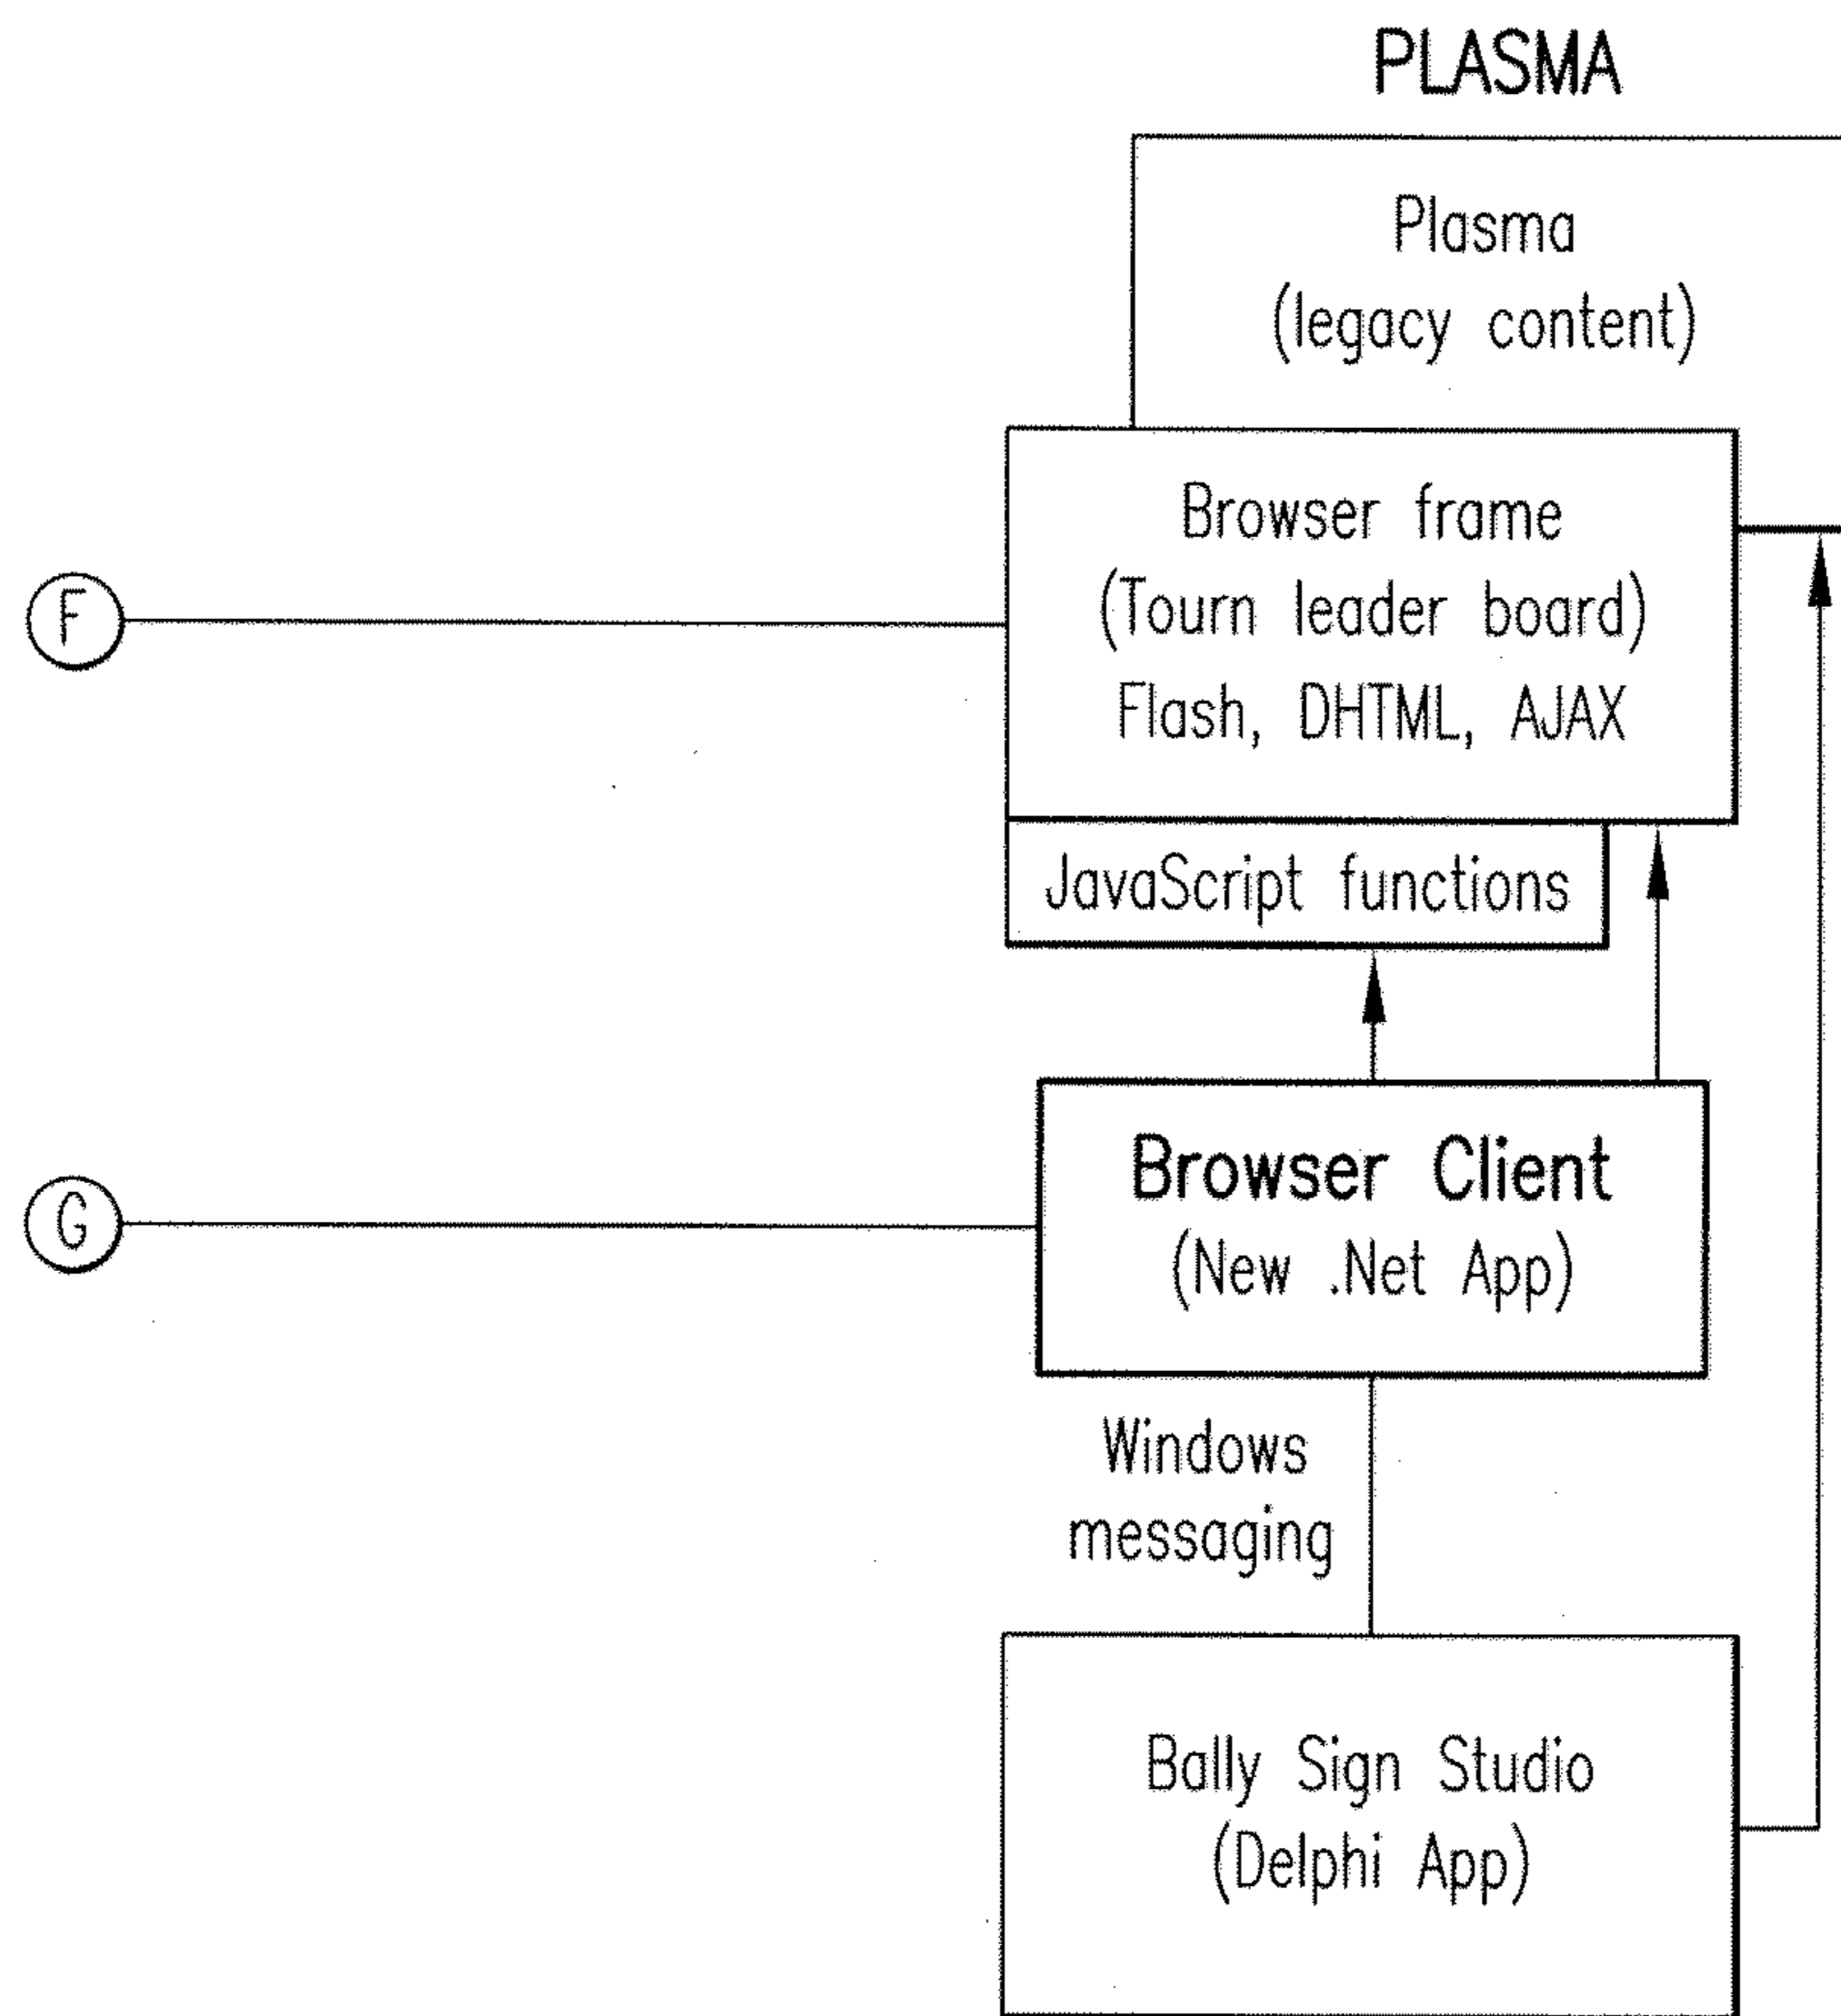 PLASMA
Plasma
(legacy content)
Browser frame
(Tourn leader board)
Flash, DHTML, AJAX
F
JavaScript functions
Browser Client
(New .Net App)
G
Windows
messaging
Bally Sign Studio
(Delphi App)